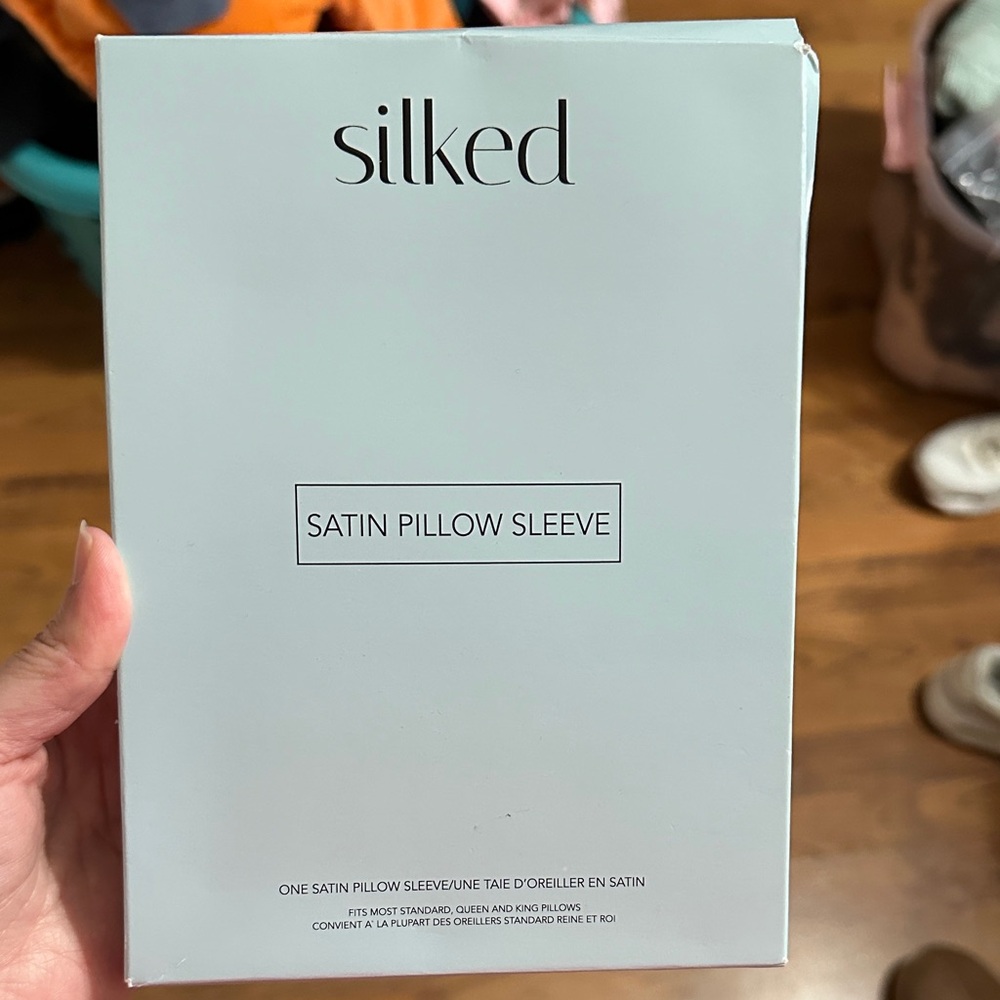 silked
SATIN PILLOW SLEEVE
ONE SATIN PILLOW SLEEVE/UNE TAIE D'OREILLER EN SATIN
FITS MOST STANDARD, QUEEN AND KING PILLOWS
CONVIENT A` LA PLUPART DES OREILLERS STANDARD REINE ET ROI